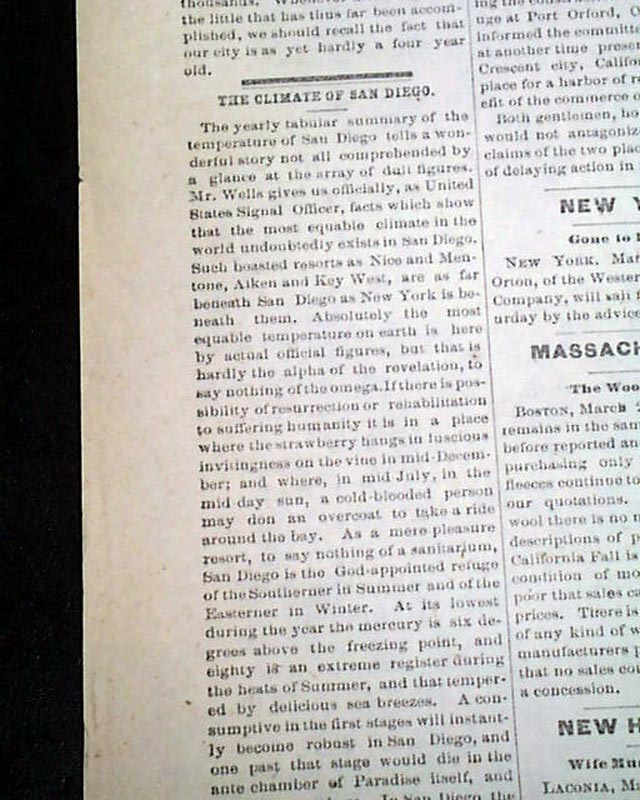 thousands. Whenever
the little that has thus far been accom-
plished, we should recall the fact that
our city is as yet hardly a four year
old.
THE CLIMATE OF SAN DIEGO.
The yearly tabular summary of the
temperature of San Diego tells a won-
derful story not all comprehended by
a glance at the array of dull figures.
Mr. Wells gives us officially, as United
States Signal Officer, facts which show
that the most equable climate in the
world undoubtedly exists in San Diego.
Such boasted resorts as Nice and Men-
tone, Aiken and Key West, are as far
beneath San Diego as New York is be-
neath them. Absolutely the most
equable temperature on earth is here
by actual official figures, but that is
hardly the alpha of the revelation, to
say nothing of the omega. If there is pos-
sibility of resurrection or rehabilitation
to suffering humanity it is in a place
where the strawberry hangs in luscious
invitingness on the vine in mid-Decem-
ber; and where, in mid July, in the
mid-day sun, a cold-blooded person
may don an overcoat to take a ride
around the bay. As a mere pleasure
resort, to say nothing of a sanitarium,
San Diego is the God-appointed refuge
of the Southerner in Summer and of the
Easterner in Winter. At its lowest
during the year the mercury is six de-
grees above the freezing point, and
eighty is an extreme register during
the heats of Summer, and that temper-
ed by delicious sea breezes. A con-
sumptive in the first stages will instant-
ly become robust in San Diego, and
one past that stage would die in the
ante chamber of Paradise itself, and
In San Diego the
ing the
uge at Port Orford, O
informed the committe
at another time prese
Crescent city, Califor
place for a harbor of re
efit of the commerce o
Both gentlemen, ho
would not antagoniz
claims of the two plac
of delaying action in
NEW Y
Gone to
NEW YORK, Mar
Orton, of the Wester
Company, will sail
urday by the advice
MASSACH
The Woo
BOSTON, March 2
remains in the sam
before reported an
purchasing only
fleeces continue to
our quotations.
wool there is no
descriptions of p
California Fall is
condition of mo
poor that sales ca
prices. There is
of any kind of w
manufacturers
that no sales co
a concession.
NEW H
Wife Mu
LACONIA, M